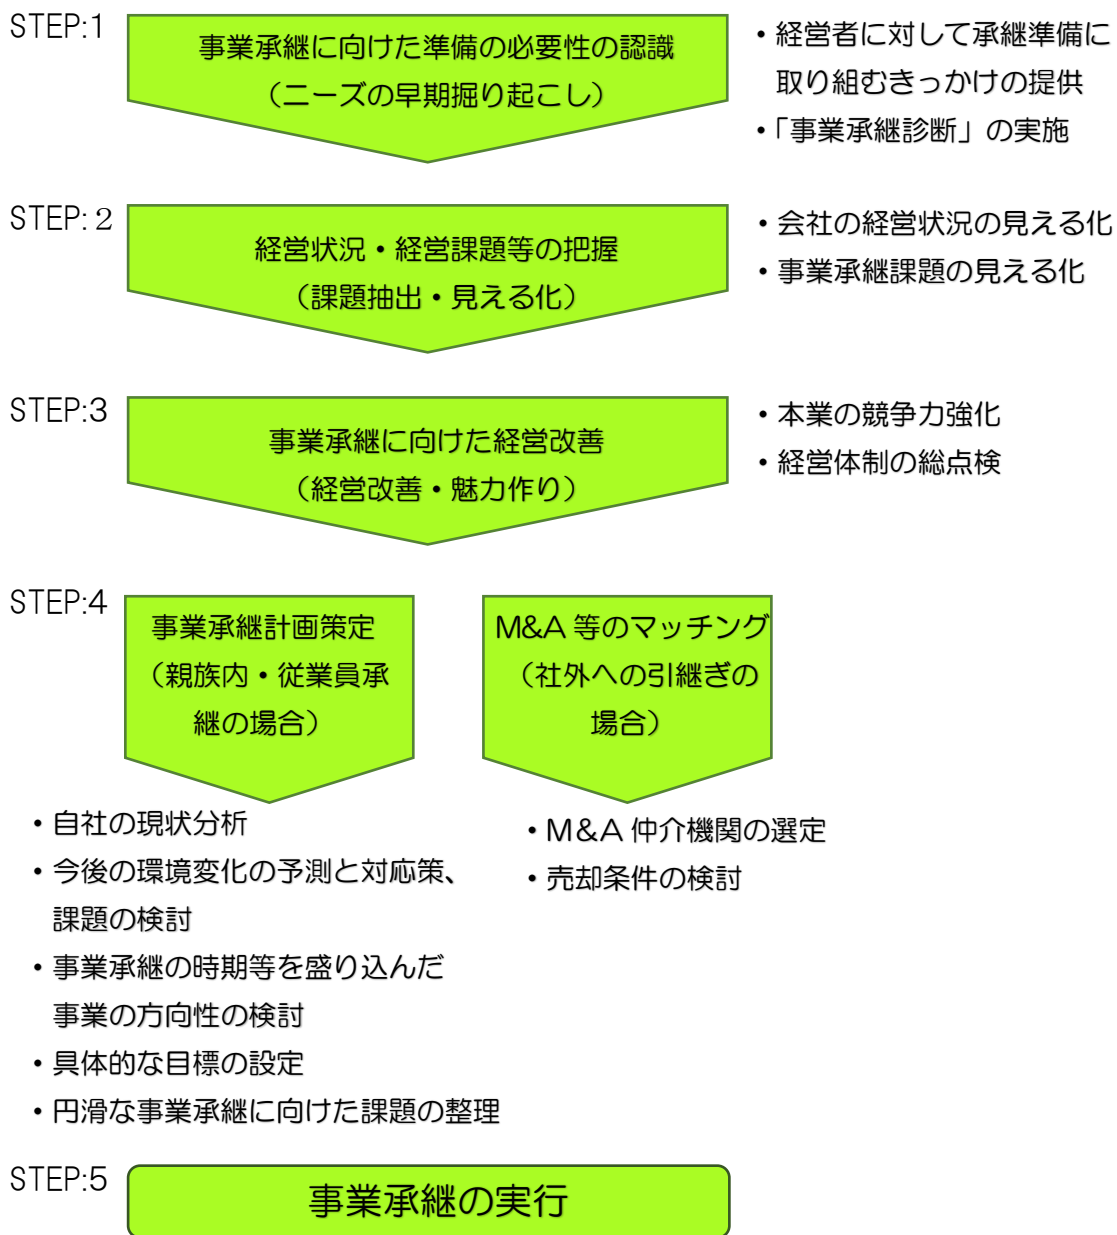 STEP:1
事業承継に向けた準備の必要性の認識
（ニーズの早期掘り起こし）
・経営者に対して承継準備に
取り組むきっかけの提供
・「事業承継診断」の実施
STEP:２
経営状況・経営課題等の把握
（課題抽出・見える化）
・会社の経営状況の見える化
・事業承継課題の見える化
STEP:3
事業承継に向けた経営改善
（経営改善・魅力作り）
・本業の競争力強化
・経営体制の総点検
STEP:4
事業承継計画策定
（親族内・従業員承
継の場合）
M&A 等のマッチング
（社外への引継ぎの
場合）
・自社の現状分析
・今後の環境変化の予測と対応策、
課題の検討
・事業承継の時期等を盛り込んだ
事業の方向性の検討
・具体的な目標の設定
・円滑な事業承継に向けた課題の整理
・M＆A 仲介機関の選定
・売却条件の検討
STEP:5
事業承継の実行